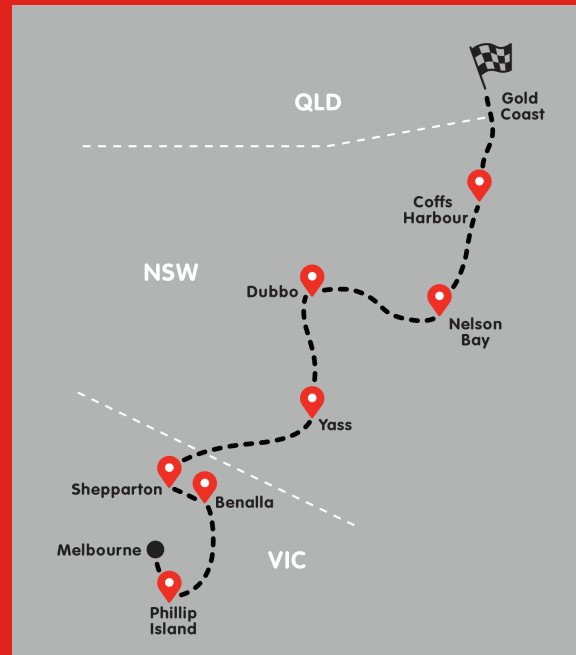 QLD
Gold
Coast
Coffs
Harbour
NSW
Dubbo
Nelson
Bay
Yass
Shepparton
Benalla
Melbourne
VIC
Phillip
Island